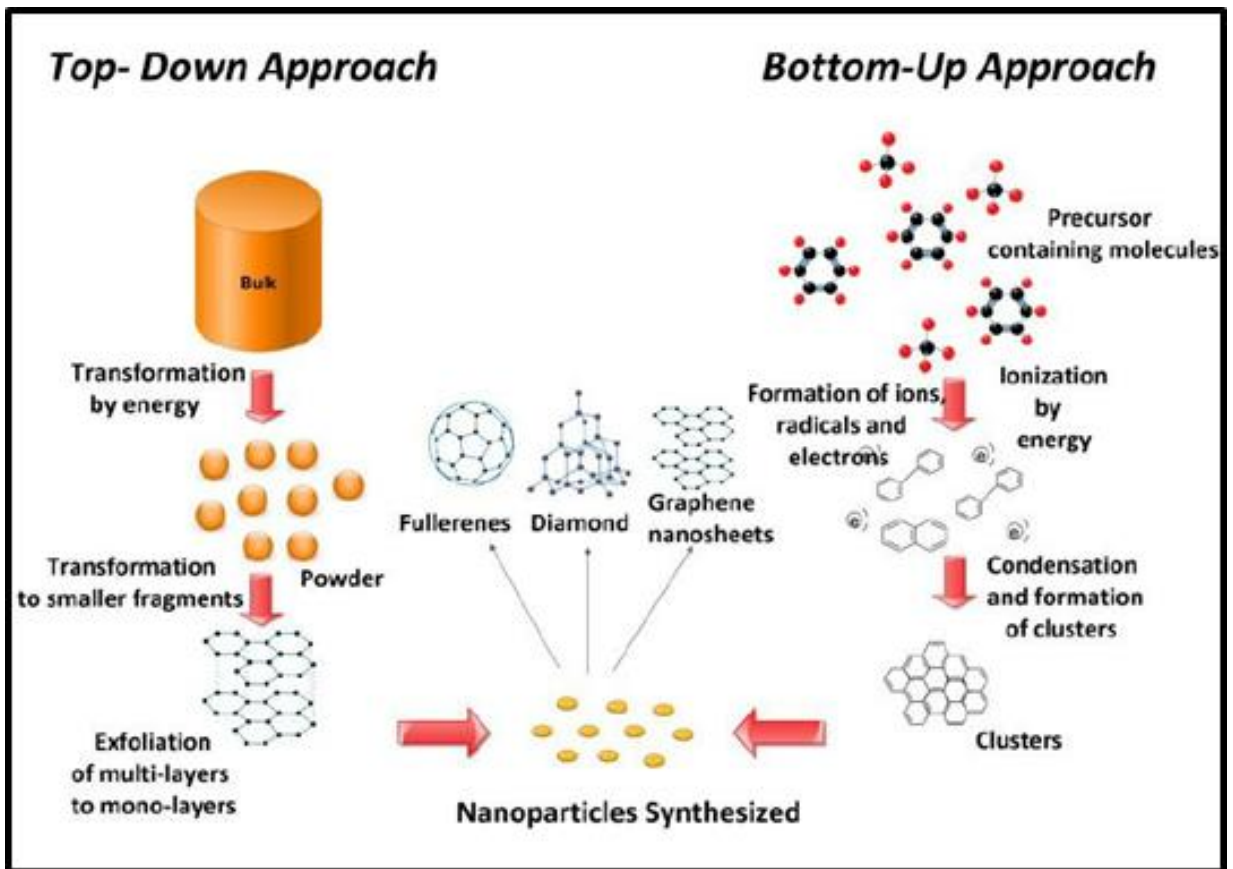 Top- Down Approach
Bottom-Up Approach
Bulk
Transformation
by energy
Powder
Transformation
to smaller fragments
Exfoliation
of multi-layers
to mono-layers
Fullerenes
Diamond
Graphene
nanosheets
Nanoparticles Synthesized
Precursor
containing molecules
Formation of ions,
radicals and
electrons
Ionization
by
energy
e
e
e
e
Condensation
and formation
of clusters
Clusters